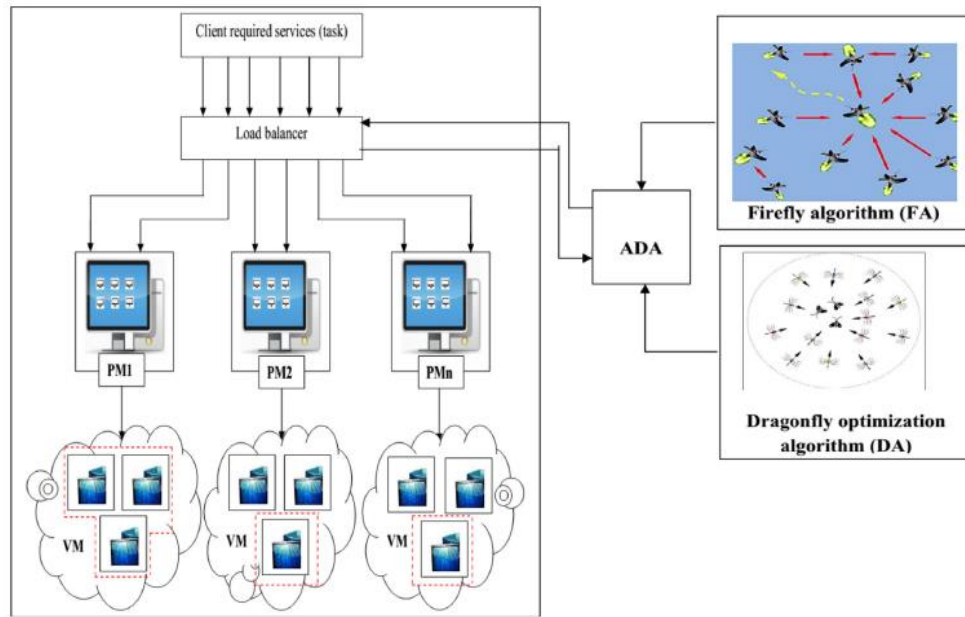 Client required services (task)
Load balancer
PM1
PM2
PMn
VM
VM
VM
ADA
Firefly algorithm (FA)
Dragonfly optimization
algorithm (DA)